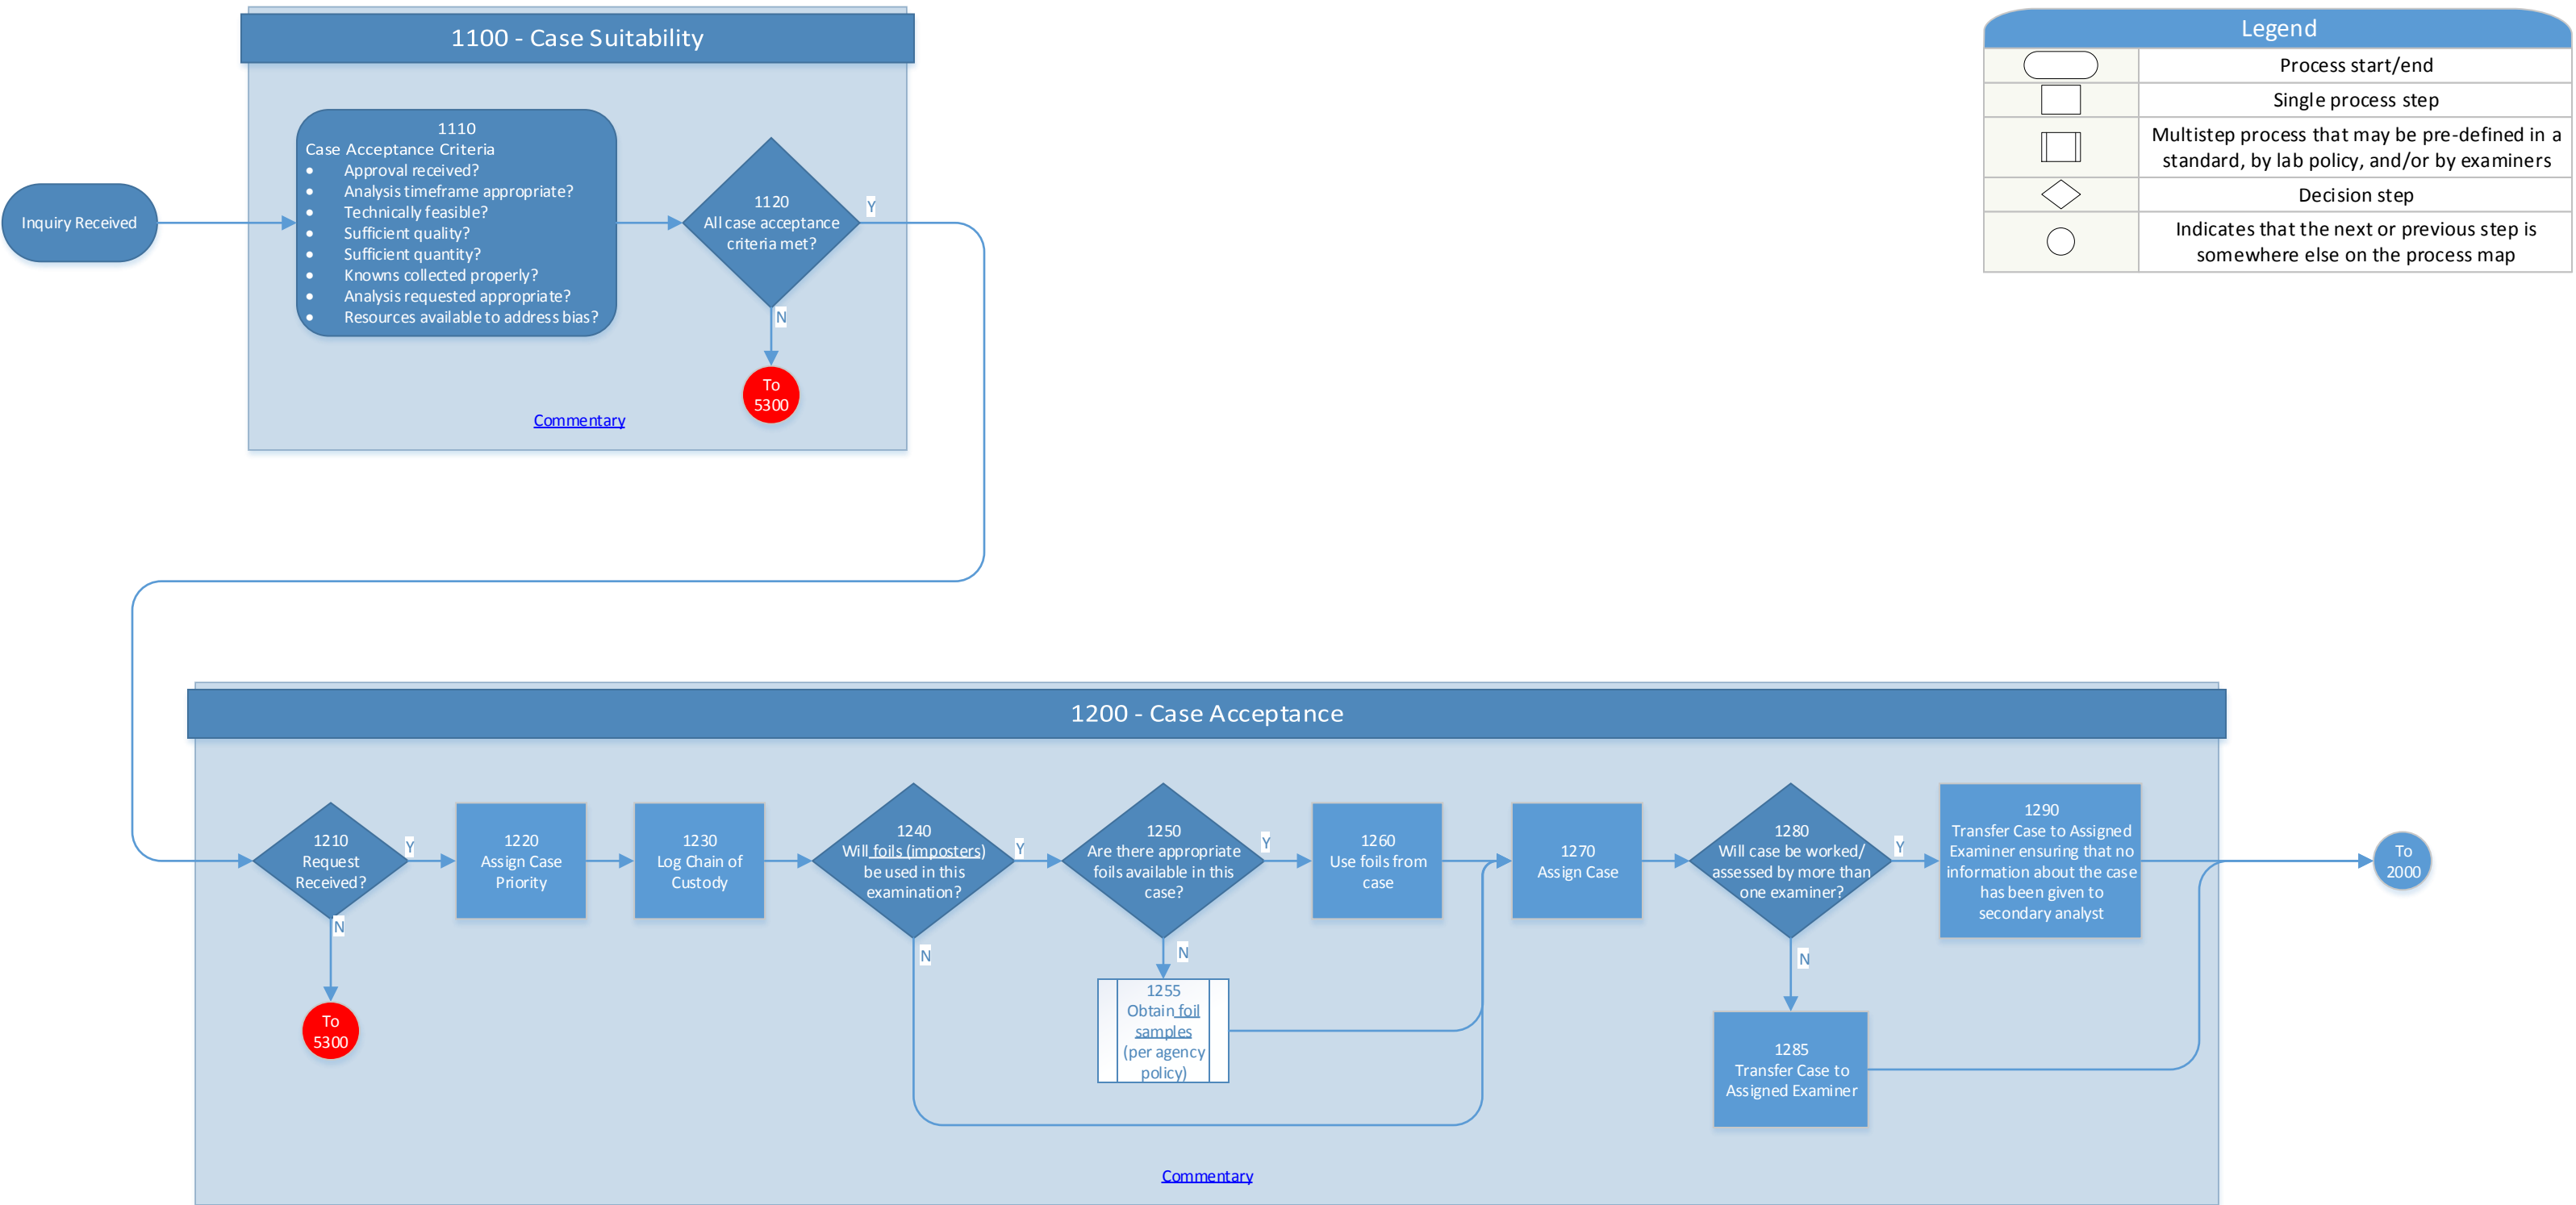 1100 - Case Suitability
Inquiry Received
1110
Case Acceptance Criteria
• Approval received?
• Analysis timeframe appropriate?
• Technically feasible?
• Sufficient quality?
• Sufficient quantity?
• Knowns collected properly?
• Analysis requested appropriate?
• Resources available to address bias?
1120
All case acceptance
criteria met?
Y
N
To
5300
Commentary
Legend
Process start/end
Single process step
Multistep process that may be pre-defined in a
standard, by lab policy, and/or by examiners
Decision step
Indicates that the next or previous step is
somewhere else on the process map
1200 - Case Acceptance
1210
Request
Received?
Y
N
To
5300
1220
Assign Case
Priority
1230
Log Chain of
Custody
1240
Will foils (imposters)
be used in this
examination?
Y
N
1250
Are there appropriate
foils available in this
case?
Y
N
1255
Obtain foil
samples
(per agency
policy)
1260
Use foils from
case
1270
Assign Case
1280
Will case be worked/
assessed by more than
one examiner?
Y
N
1285
Transfer Case to
Assigned Examiner
1290
Transfer Case to Assigned
Examiner ensuring that no
information about the case
has been given to
secondary analyst
To
2000
Commentary